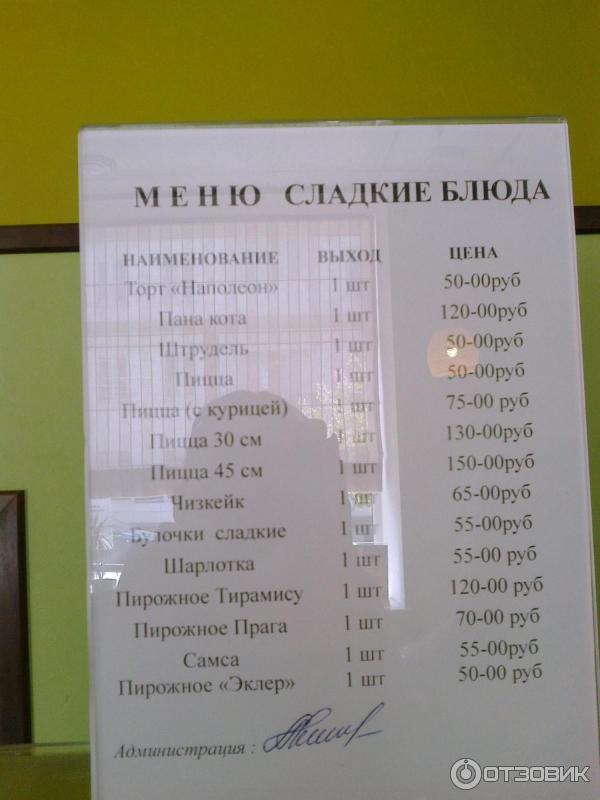 МЕНЮ СЛАДКИЕ БЛЮДА
НАИМЕНОВАНИЕ ВЫХОД ЦЕНА
Торт «Наполеон» 1 шт 50-00руб
Пана кота 1 шт 120-00руб
Штрудель 1 шт 50-00руб
Пицца 1 шт 50-00руб
Пицца (с курицей) 1 шт 75-00 руб
Пицца 30 см 1 шт 130-00руб
Пицца 45 см 1 шт 150-00руб
Чизкейк 1 шт 65-00руб
Булочки сладкие 1 шт 55-00руб
Шарлотка 1 шт 55-00 руб
Пирожное Тирамису 1 шт 120-00 руб
Пирожное Прага 1 шт 70-00 руб
Самса 1 шт 55-00руб
Пирожное «Эклер» 1 шт 50-00 руб
Администрация :
ОТЗОВИК